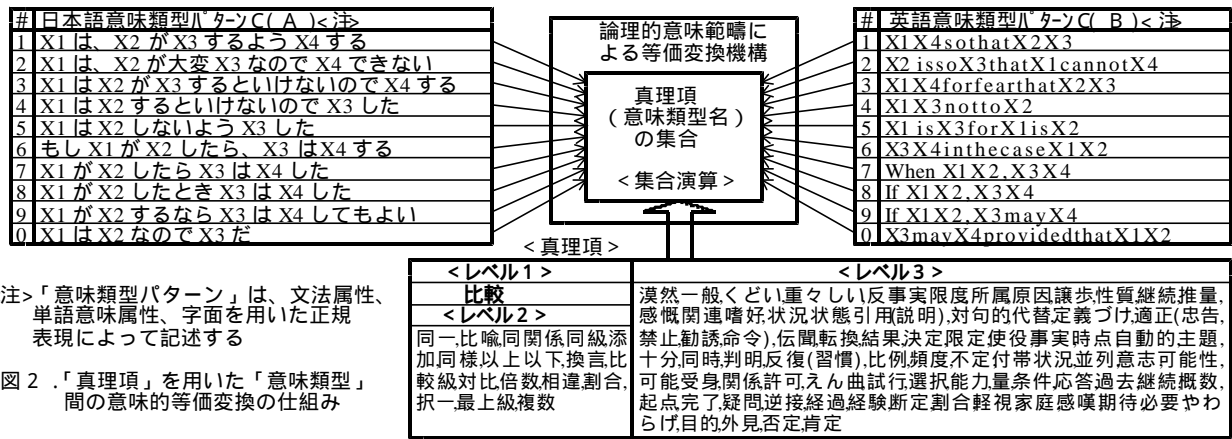 # 日本語意味類型パターンC(A)<注>
1 X1は、X2がX3するようX4する
2 X1は、X2が大変X3なのでX4できない
3 X1はX2がX3するといけないのでX4する
4 X1はX2するといけないのでX3した
5 X1はX2しないようX3した
6 もしX1がX2したら、X3はX4する
7 X1がX2したらX3はX4した
8 X1がX2したときX3はX4した
9 X1がX2するならX3はX4してもよい
0 X1はX2なのでX3だ
論理的意味範疇に
よる等価変換機構
真理項
(意味類型名)
の集合
<集合演算>
<真理項>
# 英語意味類型パターンC(B)<注>
1 X1X4sothatX2X3
2 X2 issoX3thatX1cannotX4
3 X1X4forfearthatX2X3
4 X1X3nottoX2
5 X1 isX3forX1isX2
6 X3X4inthecaseX1X2
7 When X1X2,X3X4
8 If X1X2,X3X4
9 If X1X2,X3mayX4
0 X3mayX4providedthatX1X2
注>「意味類型パターン」は、文法属性、
単語意味属性、字面を用いた正規
表現によって記述する
図2.「真理項」を用いた「意味類型」
間の意味的等価変換の仕組み
<レベル1>
比較
<レベル2>
同一,比喩,同関係,同級,添
加,同様,以上,以下,換言,比
較級,対比,倍数,相違,割合,
択一,最上級,複数
<レベル3>
漠然,一般,くどい,重々しい,反事実,限度,所属,原因,譲歩,性質,継続,推量,
感慨,関連,嗜好,状況,状態,引用(説明),対句的,代替,定義づけ,適正(忠告,
禁止,勧誘,命令),伝聞,転換,結果,決定,限定,使役,事実,時点,自動的,主題,
十分,同時,判明,反復(習慣),比例,頻度,不定,付帯状況,並列,意志,可能性,
可能,受身,関係,許可,えん曲,試行,選択,能力,量,条件,応答,過去,継続,概数,
起点,完了,疑問,逆接,経過,経験,断定,割合,軽視,家庭,感嘆,期待,必要,やわ
らげ,目的,外見,否定,肯定